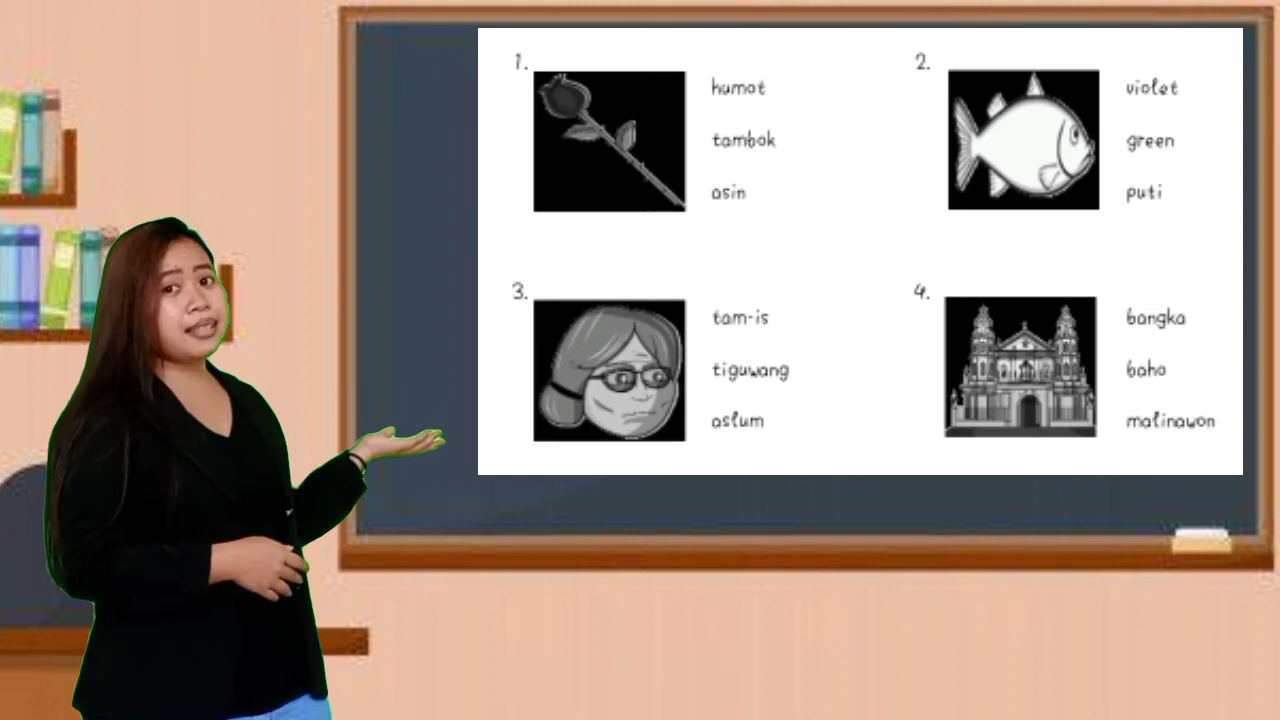 1.
humot
tambok
asin
2.
violet
green
puti
3.
tam-is
tiguwang
aslum
4.
bangka
baho
malinawon